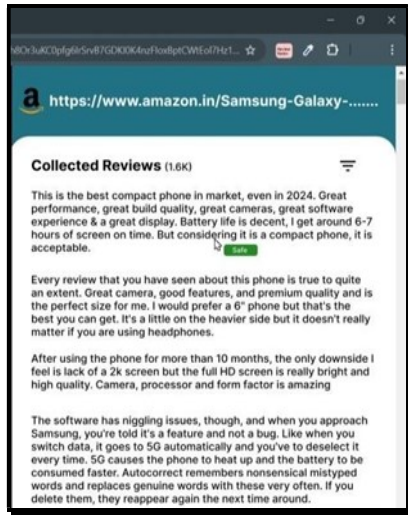 a https://www.amazon.in/Samsung-Galaxy-.......
Collected Reviews (1.6K)
This is the best compact phone in market, even in 2024. Great
performance, great build quality, great cameras, great software
experience & a great display. Battery life is decent, I get around 6-7
hours of screen on time. But considering it is a compact phone, it is
acceptable.
Safe
Every review that you have seen about this phone is true to quite
an extent. Great camera, good features, and premium quality and is
the perfect size for me. I would prefer a 6" phone but that's the
best you can get. It's a little on the heavier side but it doesn't really
matter if you are using headphones.
After using the phone for more than 10 months, the only downside I
feel is lack of a 2k screen but the full HD screen is really bright and
high quality. Camera, processor and form factor is amazing
The software has niggling issues, though, and when you approach
Samsung, you're told it's a feature and not a bug. Like when you
switch data, it goes to 5G automatically and you've to deselect it
every time. 5G causes the phone to heat up and the battery to be
consumed faster. Autocorrect remembers nonsensical mistyped
words and replaces genuine words with these very often. If you
delete them, they reappear again the next time around.